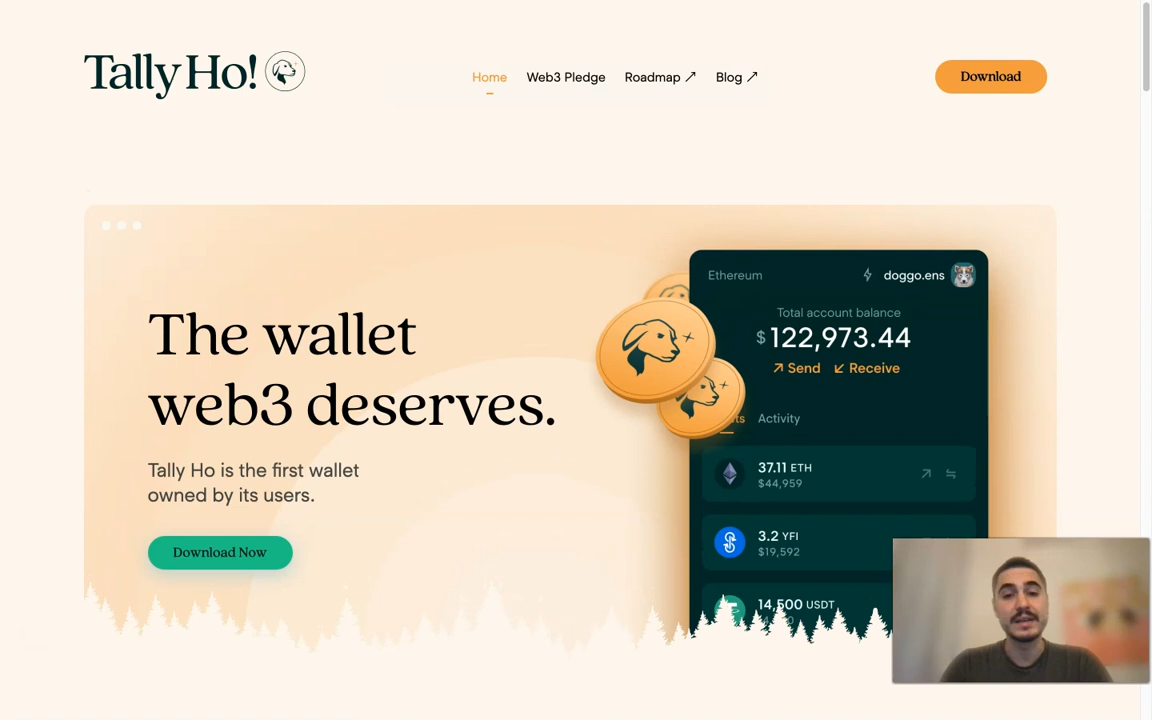 Tally Ho!
Home Web3 Pledge Roadmap ↗ Blog ↗
Download
Ethereum
doggo.ens
Total account balance
$122,973.44
↗ Send ↙ Receive
Activity
The wallet
web3 deserves.
Tally Ho is the first wallet
owned by its users.
Download Now
37.11 ETH
$44,959
3.2 YFI
$19,592
14,500 USDT